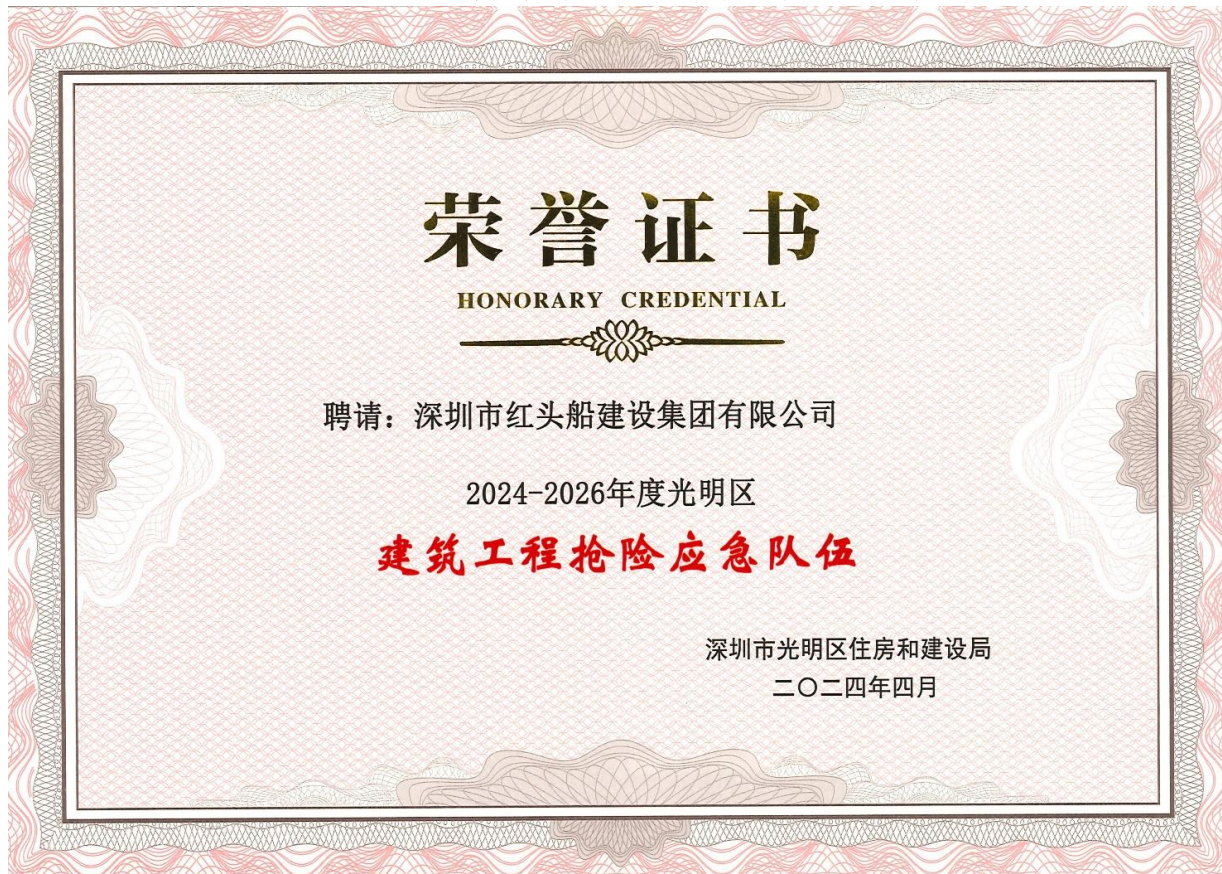 荣誉证书
HONORARY CREDENTIAL
聘请：深圳市红头船建设集团有限公司
2024-2026年度光明区
建筑工程抢险应急队伍
深圳市光明区住房和建设局
二〇二四年四月